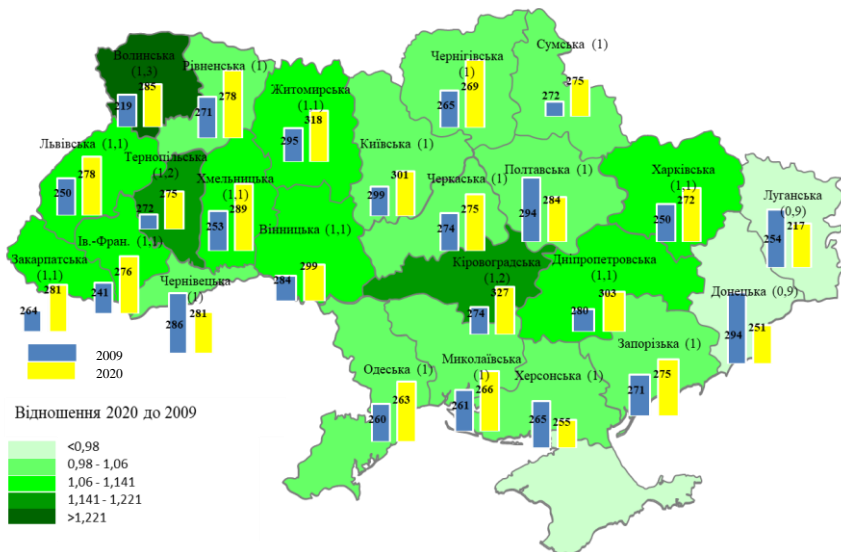 Волинська
(1,3)
219
285
Рівненська (1)
271
278
Житомирська
(1,1)
295
318
Чернігівська
(1)
265
269
Сумська (1)
272
275
Львівська (1,1)
250
278
Тернопільська
(1,2)
272
275
Хмельницька
(1,1)
253
289
Київська (1)
299
301
Черкаська (1)
274
275
Полтавська (1)
294
284
Харківська
(1,1)
250
272
Луганська
(0,9)
254
217
Закарпатська
(1,1)
264
281
Ів.-Фран. (1,1)
241
276
Чернівецька
(1)
286
281
Вінницька (1,1)
284
299
Кіровоградська
(1,2)
274
327
Дніпропетровська
(1,1)
280
303
Донецька (0,9)
294
251
Одеська (1)
260
263
Миколаївська
(1)
261
266
Херсонська (1)
265
255
Запорізька (1)
271
275
2009
2020
Відношення 2020 до 2009
<0,98
0,98 - 1,06
1,06 - 1,141
1,141 - 1,221
>1,221